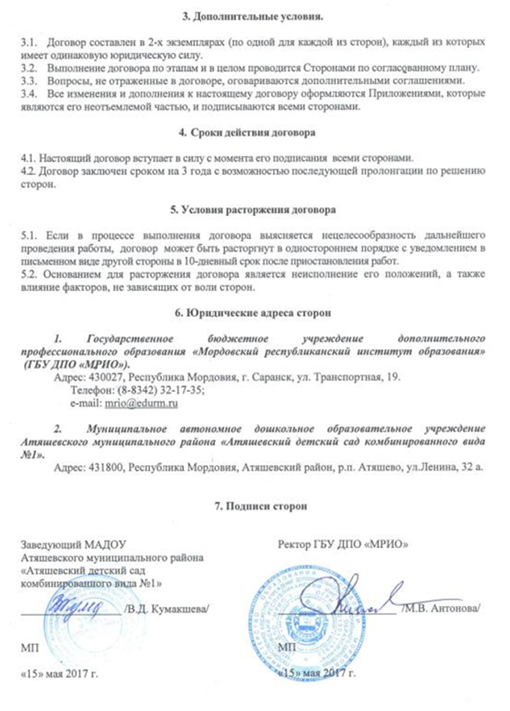 3. Дополнительные условия.
3.1. Договор составлен в 2-х экземплярах (по одной для каждой из сторон), каждый из которых
имеет одинаковую юридическую силу.
3.2. Выполнение договора по этапам и в целом проводится Сторонами по согласованному плану.
3.3. Вопросы, не отраженные в договоре, оговариваются дополнительными соглашениями.
3.4. Все изменения и дополнения к настоящему договору оформляются Приложениями, которые
являются его неотъемлемой частью, и подписываются всеми сторонами.
4. Сроки действия договора
4.1. Настоящий договор вступает в силу с момента его подписания всеми сторонами.
4.2. Договор заключен сроком на 3 года с возможностью последующей пролонгации по решению
сторон.
5. Условия расторжения договора
5.1. Если в процессе выполнения договора выясняется нецелесообразность дальнейшего
проведения работы, договор может быть расторгнут в одностороннем порядке с уведомлением в
письменном виде другой стороны в 10-дневный срок после приостановления работ.
5.2. Основанием для расторжения договора является неисполнение его положений, а также
влияние факторов, не зависящих от воли сторон.
6. Юридические адреса сторон
1. Государственное бюджетное учреждение дополнительного
профессионального образования «Мордовский республиканский институт образования»
(ГБУ ДПО «МРИО»).
Адрес: 430027, Республика Мордовия, г. Саранск, ул. Транспортная, 19.
Телефон: (8-8342) 32-17-35;
e-mail: mrio@edurm.ru
2. Муниципальное автономное дошкольное образовательное учреждение
Атяшевского муниципального района «Атяшевский детский сад комбинированного вида
№1».
Адрес: 431800, Республика Мордовия, Атяшевский район, р.п. Атяшево, ул.Ленина, 32 а.
7. Подписи сторон
Заведующий МАДОУ
Атяшевского муниципального района
«Атяшевский детский сад
комбинированного вида №1»
/В.Д. Кумакшева/
МП
«15» мая 2017 г.
Ректор ГБУ ДПО «МРИО»
/М.В. Антонова/
МП
«15» мая 2017 г.